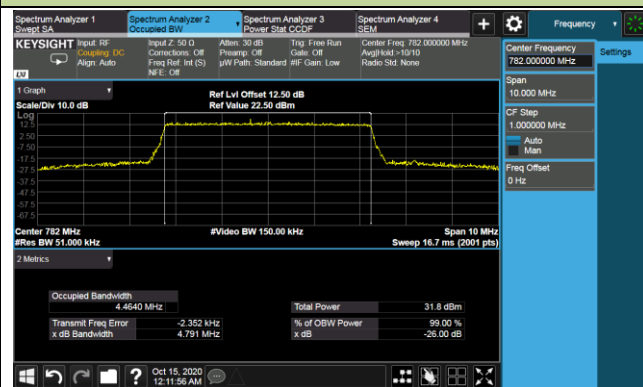 Spectrum Analyzer 1
Swept SA
Spectrum Analyzer 2
Occupied BW
Spectrum Analyzer 3
Power Stat CCDF
Spectrum Analyzer 4
SEM
Frequency
KEYSIGHT
Input: RF
Coupling: DC
Align: Auto
Input Z: 50 Ω
Corrections: Off
Freq Ref: Int (S)
NFE: Off
Atten: 30 dB
Preamp: Off
µW Path: Standard
Trig: Free Run
Gate: Off
#IF Gain: Low
Center Freq: 782.000000 MHz
Avg|Hold:>10/10
Radio Std: None
LXI
Center Frequency
782.000000 MHz
Settings
Span
10.000 MHz
CF Step
1.000000 MHz
Auto
Man
Freq Offset
0 Hz
1 Graph
Scale/Div 10.0 dB
Ref Lvl Offset 12.50 dB
Ref Value 22.50 dBm
Log
12.5
2.50
-7.50
-17.5
-27.5
-37.5
-47.5
-57.5
-67.5
Center 782 MHz
#Video BW 150.00 kHz
Span 10 MHz
#Res BW 51.000 kHz
Sweep 16.7 ms (2001 pts)
2 Metrics
Occupied Bandwidth
4.4640 MHz
Total Power
31.8 dBm
Transmit Freq Error
-2.352 kHz
% of OBW Power
99.00 %
x dB Bandwidth
4.791 MHz
x dB
-26.00 dB
Oct 15, 2020
12:11:56 AM